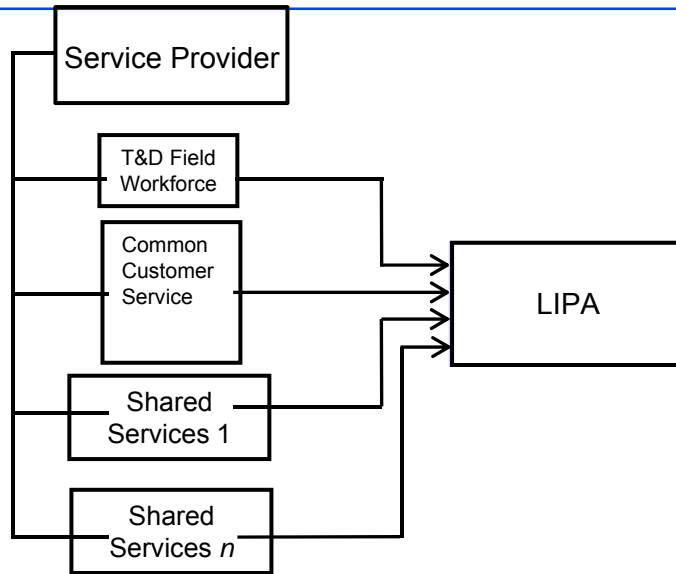 Service Provider
T&D Field
Workforce
Common
Customer
Service
LIPA
Shared
Services 1
Shared
Services n